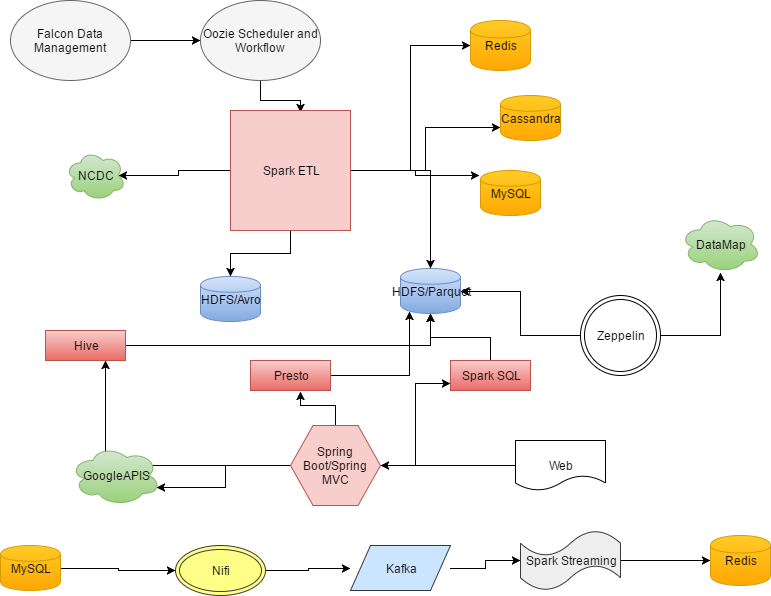 Falcon Data
Management
Oozie Scheduler and
Workflow
Redis
Cassandra
Spark ETL
NCDC
MySQL
DataMap
HDFS/Avro
HDFS/Parquet
Zeppelin
Hive
Presto
Spark SQL
Spring
Boot/Spring
MVC
Web
GoogleAPIS
MySQL
Nifi
Kafka
Spark Streaming
Redis